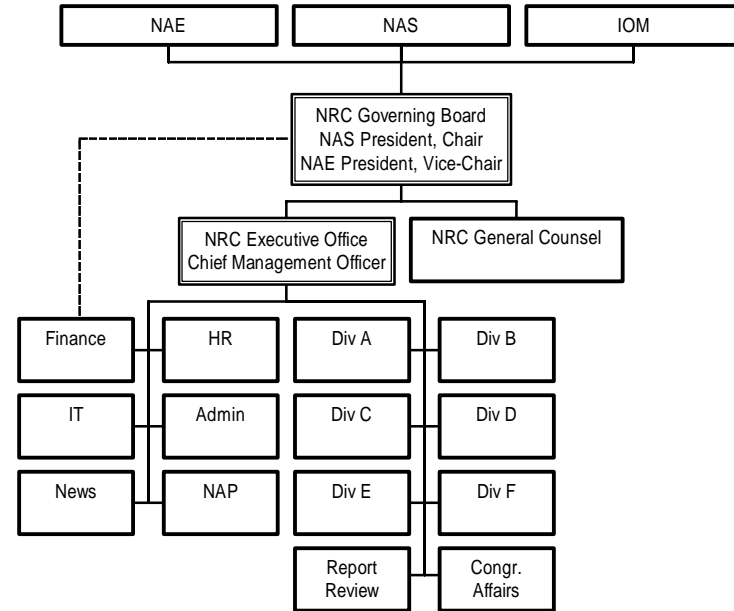 NAE
NAS
IOM
NRC Governing Board
NAS President, Chair
NAE President, Vice-Chair
NRC Executive Office
Chief Management Officer
NRC General Counsel
Finance
HR
Div A
Div B
IT
Admin
Div C
Div D
News
NAP
Div E
Div F
Report
Review
Congr.
Affairs